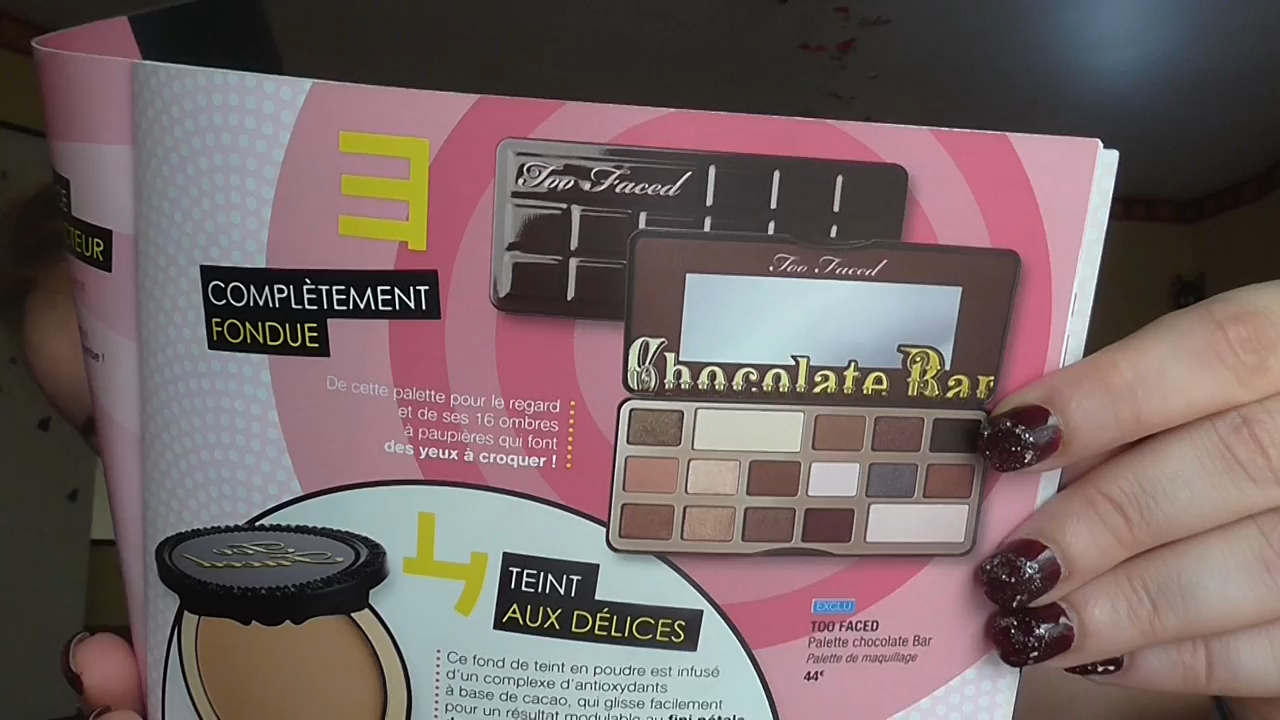 CTEUR
3
COMPLÈTEMENT
FONDUE
De cette palette pour le regard
et de ses 16 ombres
à paupières qui font
des yeux à croquer !
Too Faced
Too Faced
Chocolate Bar
EXCLU
TOO FACED
Palette chocolate Bar
Palette de maquillage
44€
Too Faced
4
TEINT
AUX DÉLICES
Ce fond de teint en poudre est infusé
d'un complexe d'antioxydants
à base de cacao, qui glisse facilement
pour un résultat modulable au fini pétale